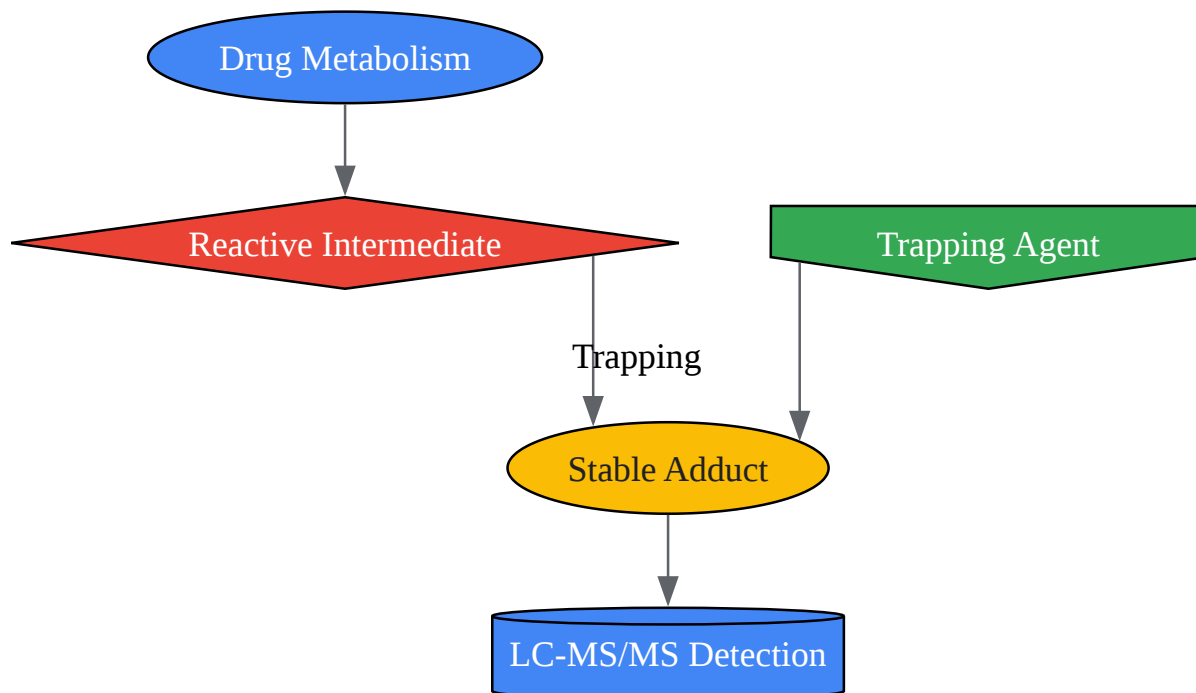 Drug Metabolism
Reactive Intermediate
Trapping Agent
Trapping
Stable Adduct
LC-MS/MS Detection